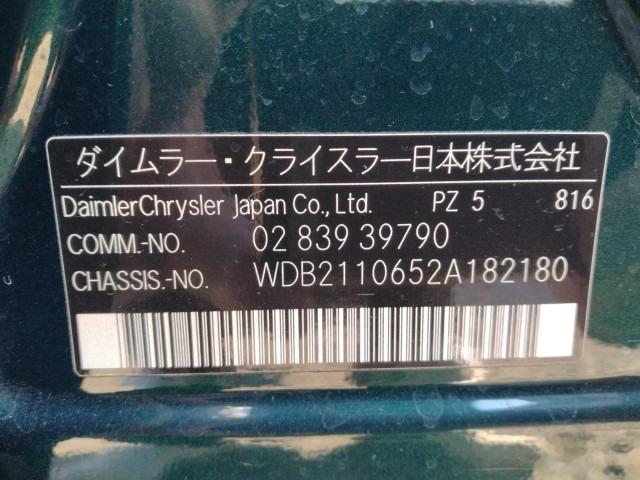 ダイムラー・クライスラー日本株式会社
DaimlerChrysler Japan Co., Ltd. PZ 5 816
COMM.-NO. 02 839 39790
CHASSIS.-NO. WDB2110652A182180